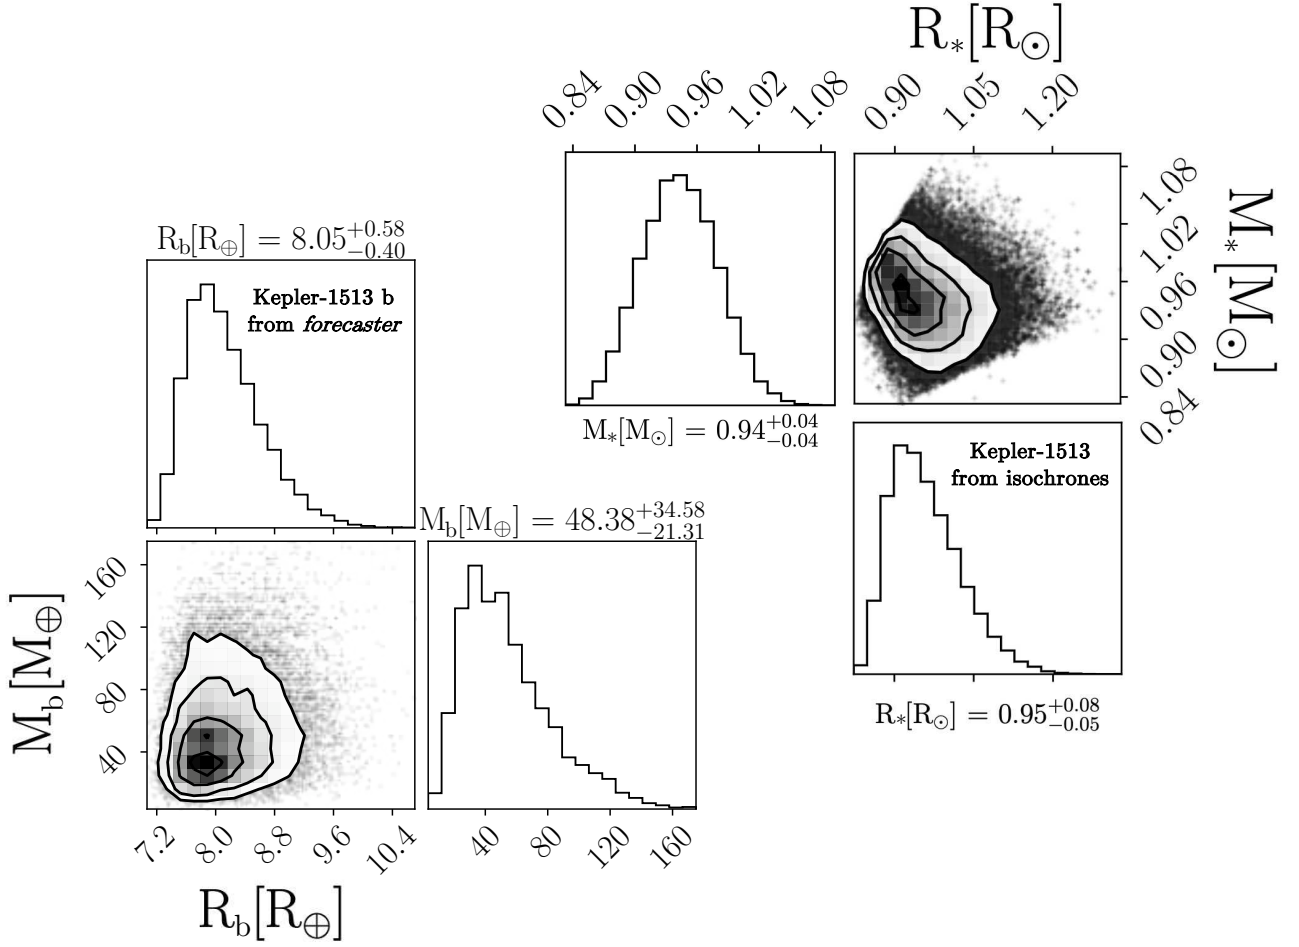 R*[R⊙]
0.84 0.90 0.96 1.02 1.08
0.90 1.05 1.20
1.08
1.02
0.96
0.90
0.84
M*[M⊙]
R_b[R⊕] = 8.05^{+0.58}_{−0.40}
Kepler-1513 b
from forecaster
M*[M⊙] = 0.94^{+0.04}_{−0.04}
Kepler-1513
from isochrones
M_b[M⊕] = 48.38^{+34.58}_{−21.31}
R*[R⊙] = 0.95^{+0.08}_{−0.05}
M_b[M⊕]
160
120
80
40
7.2 8.0 8.8 9.6 10.4
40 80 120 160
R_b[R⊕]